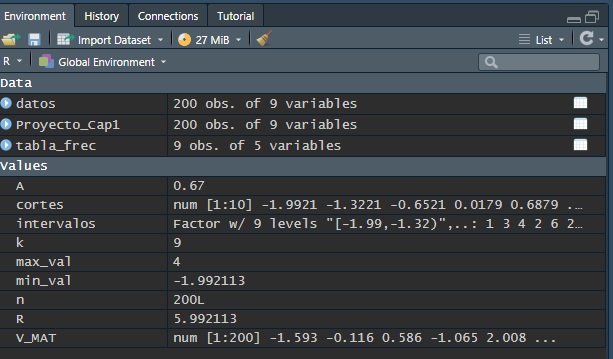 Environment History Connections Tutorial
Import Dataset 27 MiB List
R Global Environment
Data
datos 200 obs. of 9 variables
Proyecto_Cap1 200 obs. of 9 variables
tabla_frec 9 obs. of 5 variables
Values
A 0.67
cortes num [1:10] -1.9921 -1.3221 -0.6521 0.0179 0.6879 ...
intervalos Factor w/ 9 levels "[-1.99,-1.32)",..: 1 3 4 2 6 2...
k 9
max_val 4
min_val -1.992113
n 200L
R 5.992113
V_MAT num [1:200] -1.593 -0.116 0.586 -1.065 2.008 ...